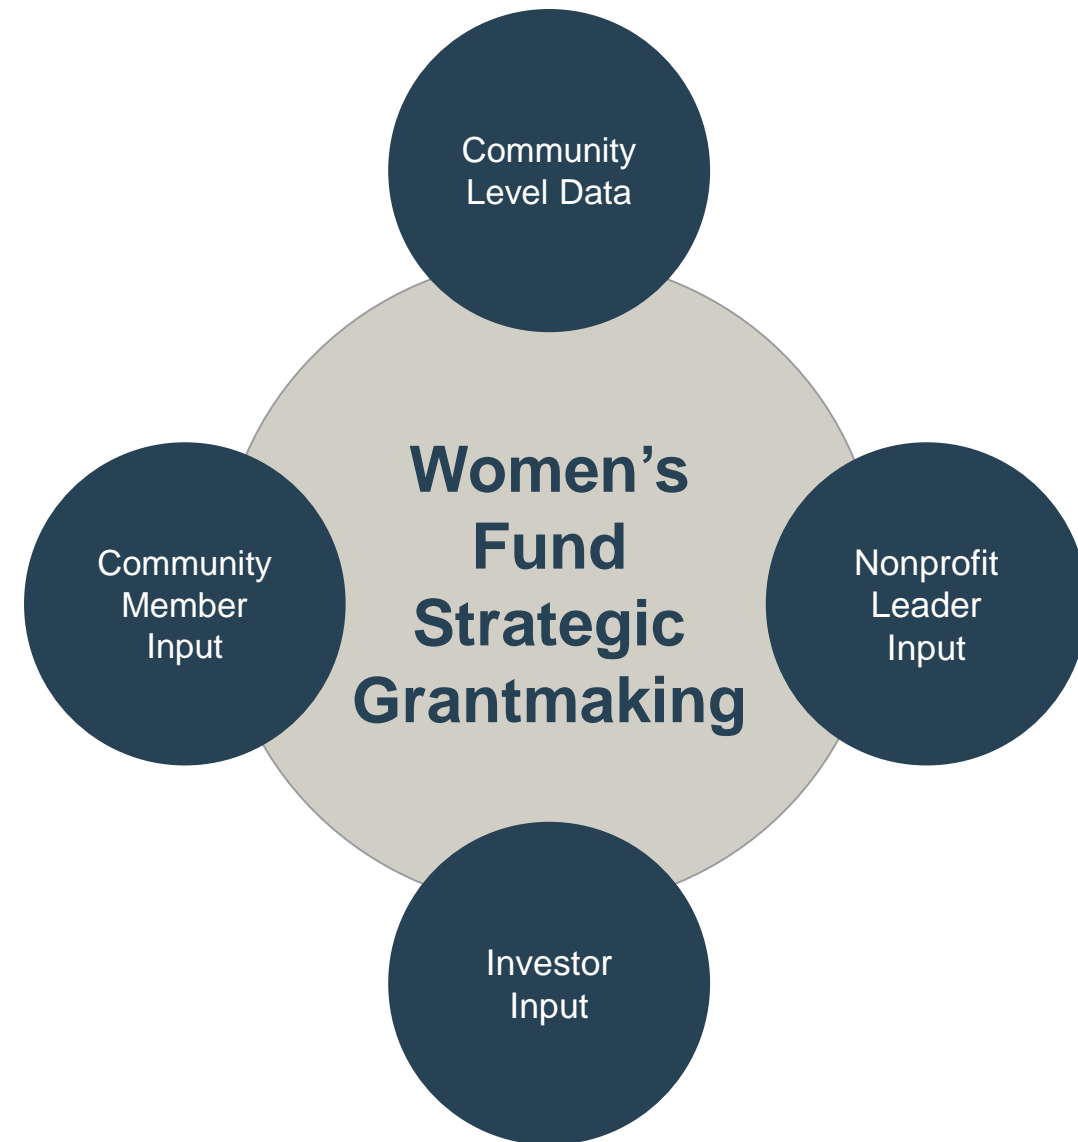 Community
Level Data
Women’s
Fund
Strategic
Grantmaking
Community
Member
Input
Nonprofit
Leader
Input
Investor
Input